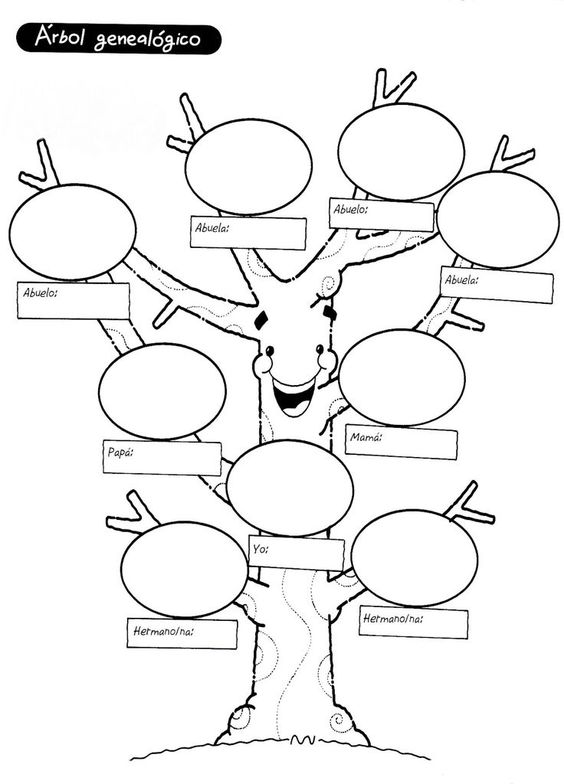 Árbol genealógico
Abuela:
Abuelo:
Abuelo:
Abuela:
Papá:
Mamá:
Yo:
Hermano/na:
Hermano/na: